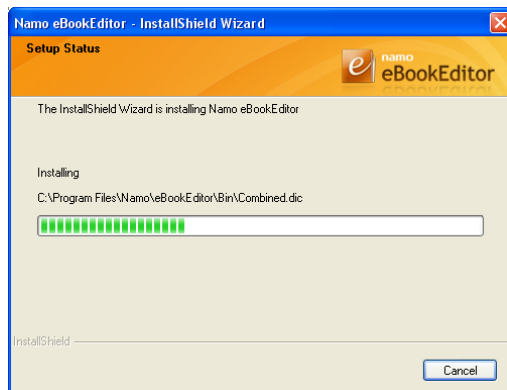 Namo eBookEditor - InstallShield Wizard
Setup Status
namo
eBookEditor
The InstallShield Wizard is installing Namo eBookEditor
Installing
C:\Program Files\Namo\eBookEditor\Bin\Combined.dic
InstallShield
Cancel